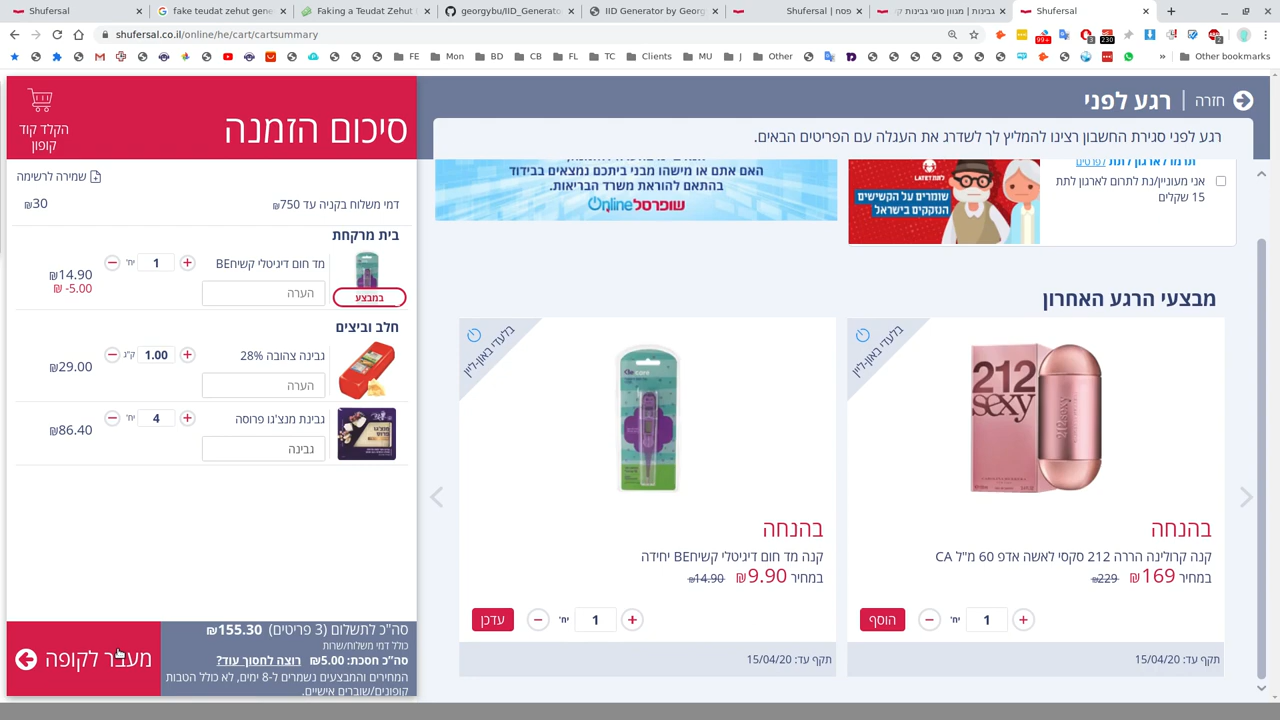 Shufersal
fake teudat zehut gene
Faking a Teudat Zehut
georgybu/IID_Generato
IID Generator by Georg
פסח | Shufersal
גבינות | מגוון סוגי גבינות קי
Shufersal
shufersal.co.il/online/he/cart/cartsummary
99+
3
230
2
FE
Mon
BD
CB
FL
TC
Clients
MU
J
Other
»
Other bookmarks
חזרה
רגע לפני
רגע לפני סגירת החשבון רצינו להמליץ לך לשדרג את העגלה עם הפריטים הבאים.
הקלד קוד
קופון
סיכום הזמנה
שמירה לרשימה
דמי משלוח בקניה עד 750₪
30₪
בית מרקחת
מד חום דיגיטלי קשיחBE
1
יח'
14.90₪
-5.00 ₪
הערה
במבצע
חלב וביצים
גבינה צהובה 28%
1.00
ק"ג
29.00₪
הערה
גבינת מנצ'גו פרוסה
4
יח'
86.40₪
גבינה
מעבר לקופה
סה"כ לתשלום (3 פריטים) 155.30₪
כולל דמי משלוח/שרות
סה"כ חסכת: 5.00₪ רוצה לחסוך עוד?
המחירים והמבצעים נשמרים ל-8 ימים, לא כולל הטבות
קופונים/שוברים אישיים.
האם אתם או מישהו מבני ביתכם נמצאים בבידוד
בהתאם להוראת משרד הבריאות.
שופרסל Online
תרמו לארגון לתת לפרטים
אני מעוניין/נת לתרום לארגון לתת
15 שקלים
LATET
שומרים על הקשישים
הנזקקים בישראל
מבצעי הרגע האחרון
בלעדי באון-ליין
212
sexy
בהנחה
קנה קרולינה הררה 212 סקסי לאשה אדפ 60 מ"ל CA
במחיר 169₪ 229₪
הוסף
יח'
1
תקף עד: 15/04/20
בלעדי באון-ליין
בהנחה
קנה מד חום דיגיטלי קשיחBE יחידה
במחיר 9.90₪ 14.90₪
עדכן
יח'
1
תקף עד: 15/04/20